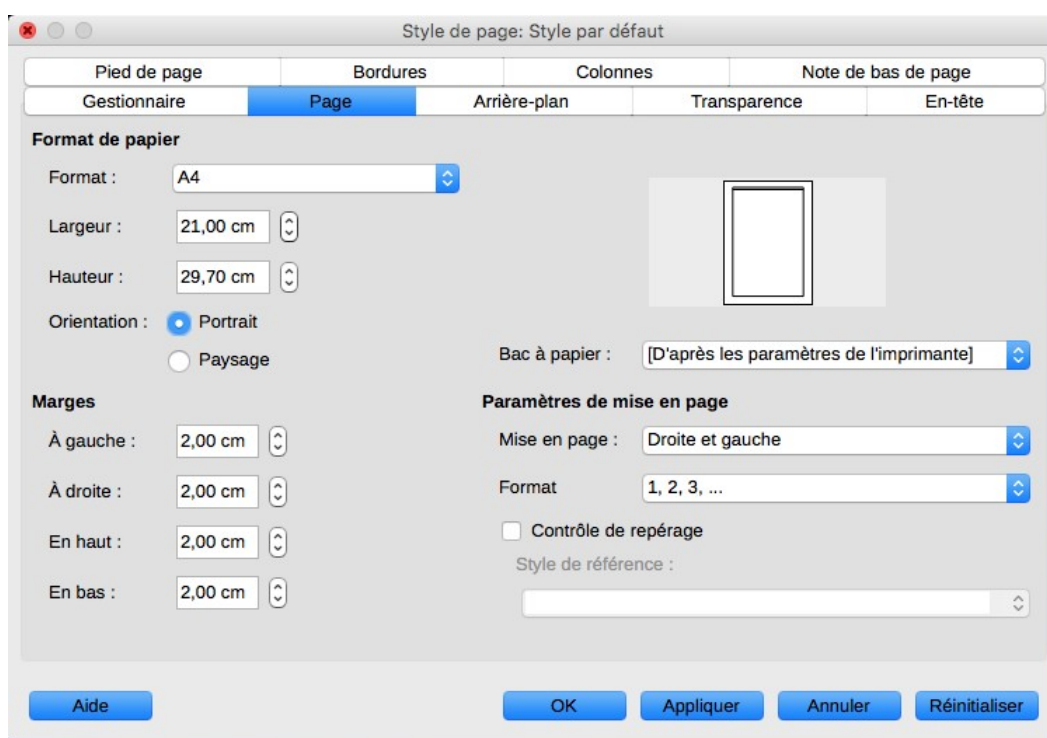 Style de page: Style par défaut
Pied de page Bordures Colonnes Note de bas de page
Gestionnaire Page Arrière-plan Transparence En-tête
Format de papier
Format : A4
Largeur : 21,00 cm
Hauteur : 29,70 cm
Orientation : Portrait
Paysage
Bac à papier : [D'après les paramètres de l'imprimante]
Marges
À gauche : 2,00 cm
À droite : 2,00 cm
En haut : 2,00 cm
En bas : 2,00 cm
Paramètres de mise en page
Mise en page : Droite et gauche
Format 1, 2, 3, ...
Contrôle de repérage
Style de référence :
Aide OK Appliquer Annuler Réinitialiser